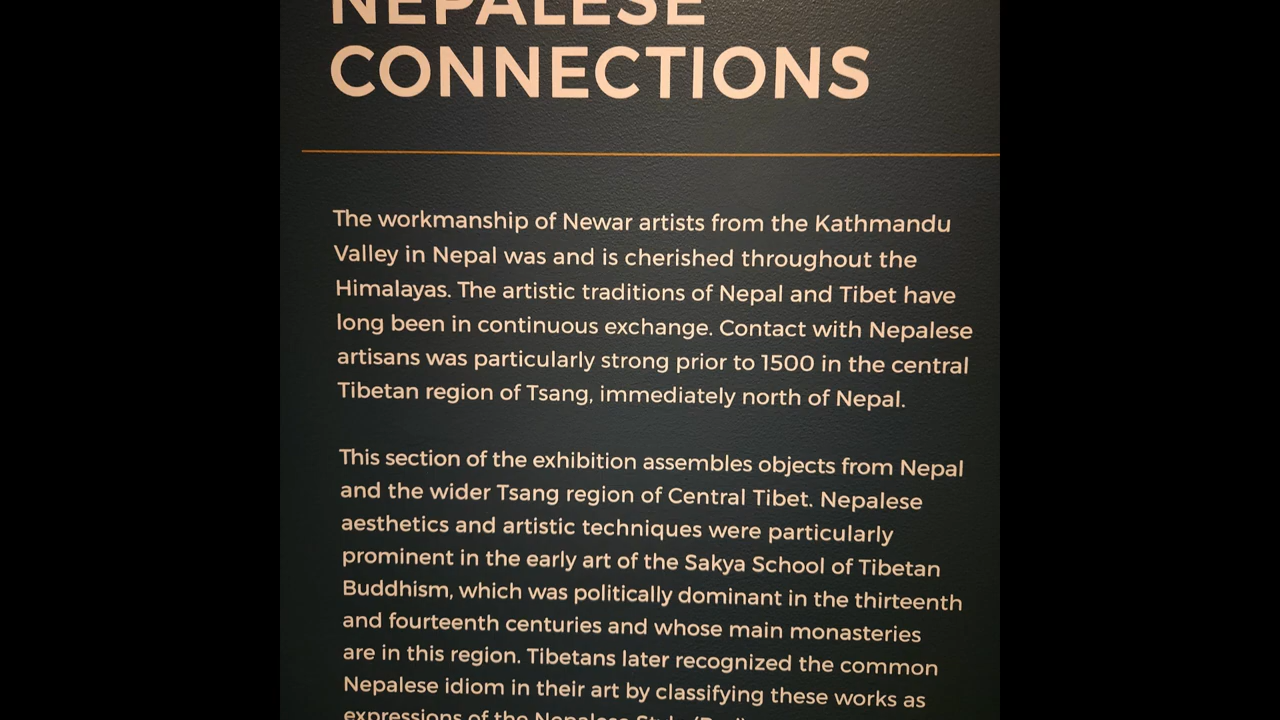 NEPALESE
CONNECTIONS
The workmanship of Newar artists from the Kathmandu
Valley in Nepal was and is cherished throughout the
Himalayas. The artistic traditions of Nepal and Tibet have
long been in continuous exchange. Contact with Nepalese
artisans was particularly strong prior to 1500 in the central
Tibetan region of Tsang, immediately north of Nepal.
This section of the exhibition assembles objects from Nepal
and the wider Tsang region of Central Tibet. Nepalese
aesthetics and artistic techniques were particularly
prominent in the early art of the Sakya School of Tibetan
Buddhism, which was politically dominant in the thirteenth
and fourteenth centuries and whose main monasteries
are in this region. Tibetans later recognized the common
Nepalese idiom in their art by classifying these works as
expressions of the Nepalese Style